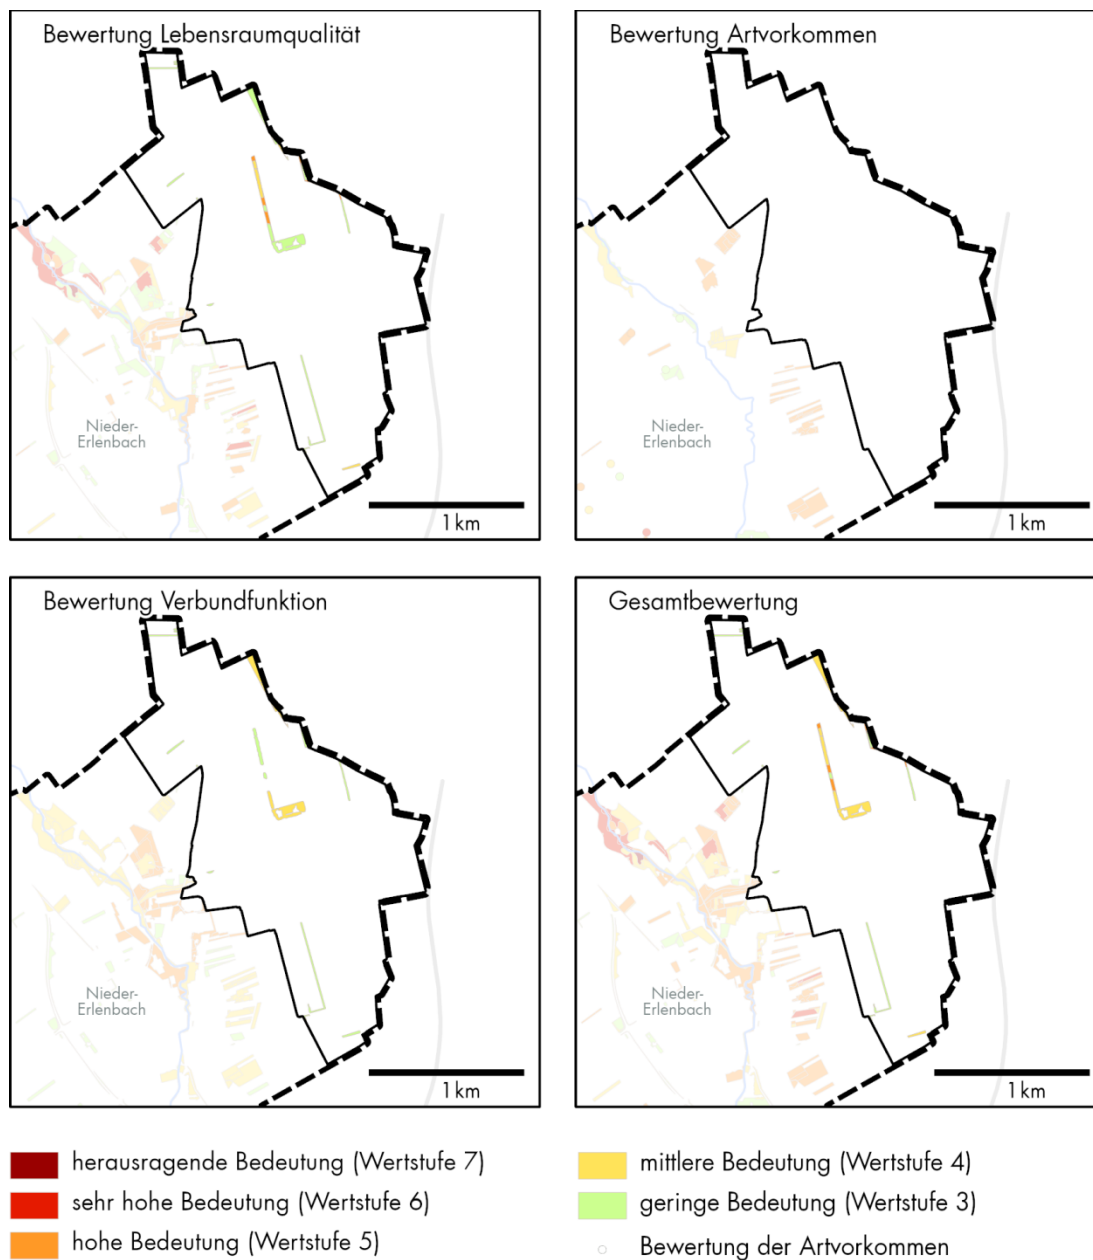 Bewertung Lebensraumqualität
Nieder-
Erlenbach
1 km
Bewertung Artvorkommen
Nieder-
Erlenbach
1 km
Bewertung Verbundfunktion
Nieder-
Erlenbach
1 km
Gesamtbewertung
Nieder-
Erlenbach
1 km
herausragende Bedeutung (Wertstufe 7)
sehr hohe Bedeutung (Wertstufe 6)
hohe Bedeutung (Wertstufe 5)
mittlere Bedeutung (Wertstufe 4)
geringe Bedeutung (Wertstufe 3)
Bewertung der Artvorkommen